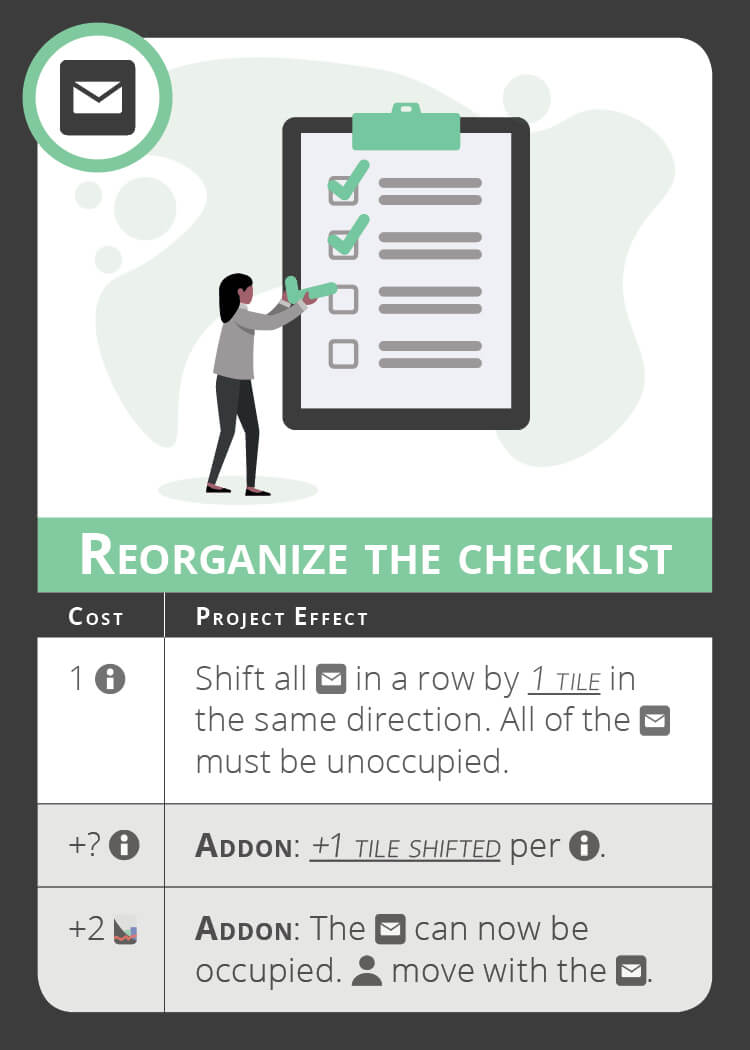 REORGANIZE THE CHECKLIST
COST
PROJECT EFFECT
1
Shift all in a row by 1 TILE in
the same direction. All of the
must be unoccupied.
+?
ADDON: +1 TILE SHIFTED per .
+2
ADDON: The can now be
occupied. move with the .